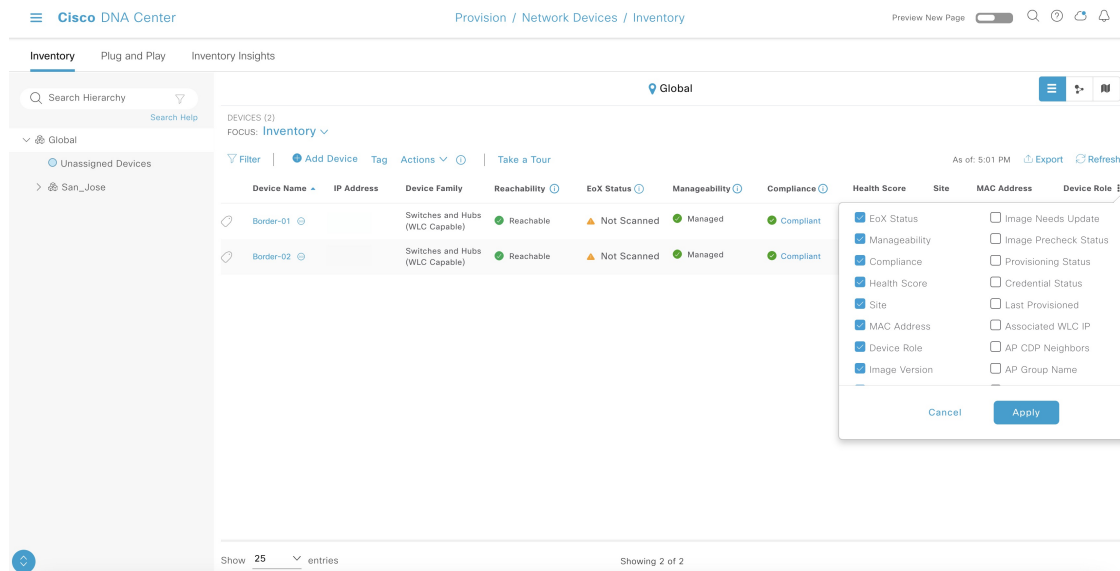 Cisco DNA Center
Provision / Network Devices / Inventory
Preview New Page
Inventory Plug and Play Inventory Insights
Search Hierarchy
Search Help
Global
Unassigned Devices
San_Jose
Global
DEVICES (2)
FOCUS: Inventory
Filter Add Device Tag Actions Take a Tour As of: 5:01 PM Export Refresh
Device Name IP Address Device Family Reachability EoX Status Manageability Compliance Health Score Site MAC Address Device Role
Border-01 Switches and Hubs (WLC Capable) Reachable Not Scanned Managed Compliant
Border-02 Switches and Hubs (WLC Capable) Reachable Not Scanned Managed Compliant
EoX Status Image Needs Update
Manageability Image Precheck Status
Compliance Provisioning Status
Health Score Credential Status
Site Last Provisioned
MAC Address Associated WLC IP
Device Role AP CDP Neighbors
Image Version AP Group Name
Cancel Apply
Show 25 entries
Showing 2 of 2